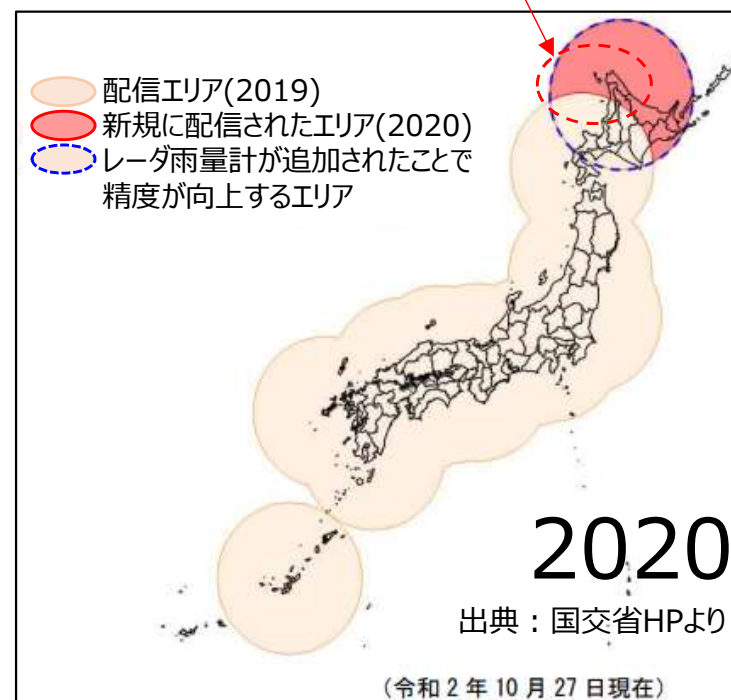 配信エリア(2019)
新規に配信されたエリア(2020)
レーダ雨量計が追加されたことで
精度が向上するエリア
2020
出典：国交省HPより
(令和2年10月27日現在)